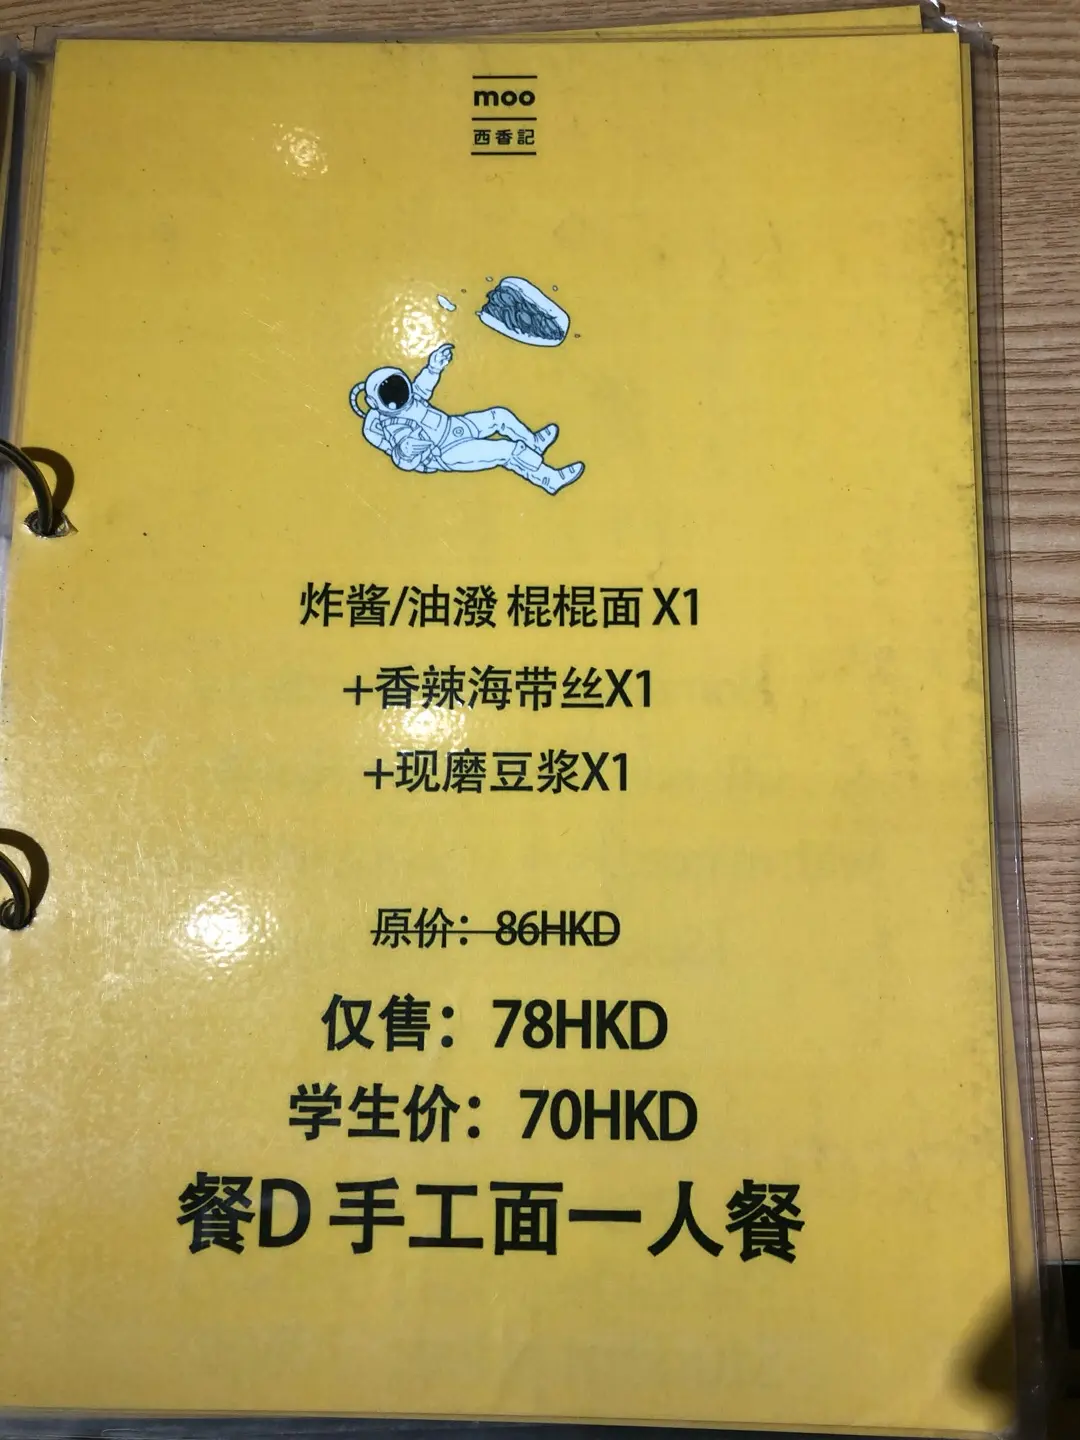 moo
西香記
炸酱/油潑 棍棍面 X1
+香辣海带丝X1
+现磨豆浆X1
原价：86HKD
仅售：78HKD
学生价：70HKD
餐D 手工面一人餐